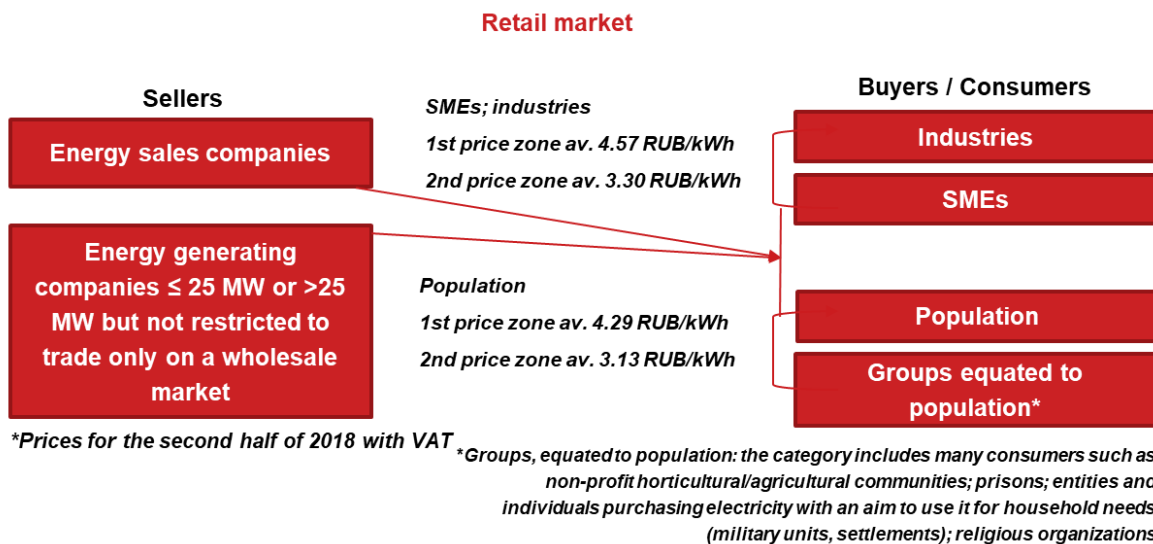 Retail market
Sellers
Energy sales companies
Energy generating
companies ≤ 25 MW or >25
MW but not restricted to
trade only on a wholesale
market
*Prices for the second half of 2018 with VAT
SMEs; industries
1st price zone av. 4.57 RUB/kWh
2nd price zone av. 3.30 RUB/kWh
Population
1st price zone av. 4.29 RUB/kWh
2nd price zone av. 3.13 RUB/kWh
Buyers / Consumers
Industries
SMEs
Population
Groups equated to
population*
*Groups, equated to population: the category includes many consumers such as
non-profit horticultural/agricultural communities; prisons; entities and
individuals purchasing electricity with an aim to use it for household needs
(military units, settlements); religious organizations